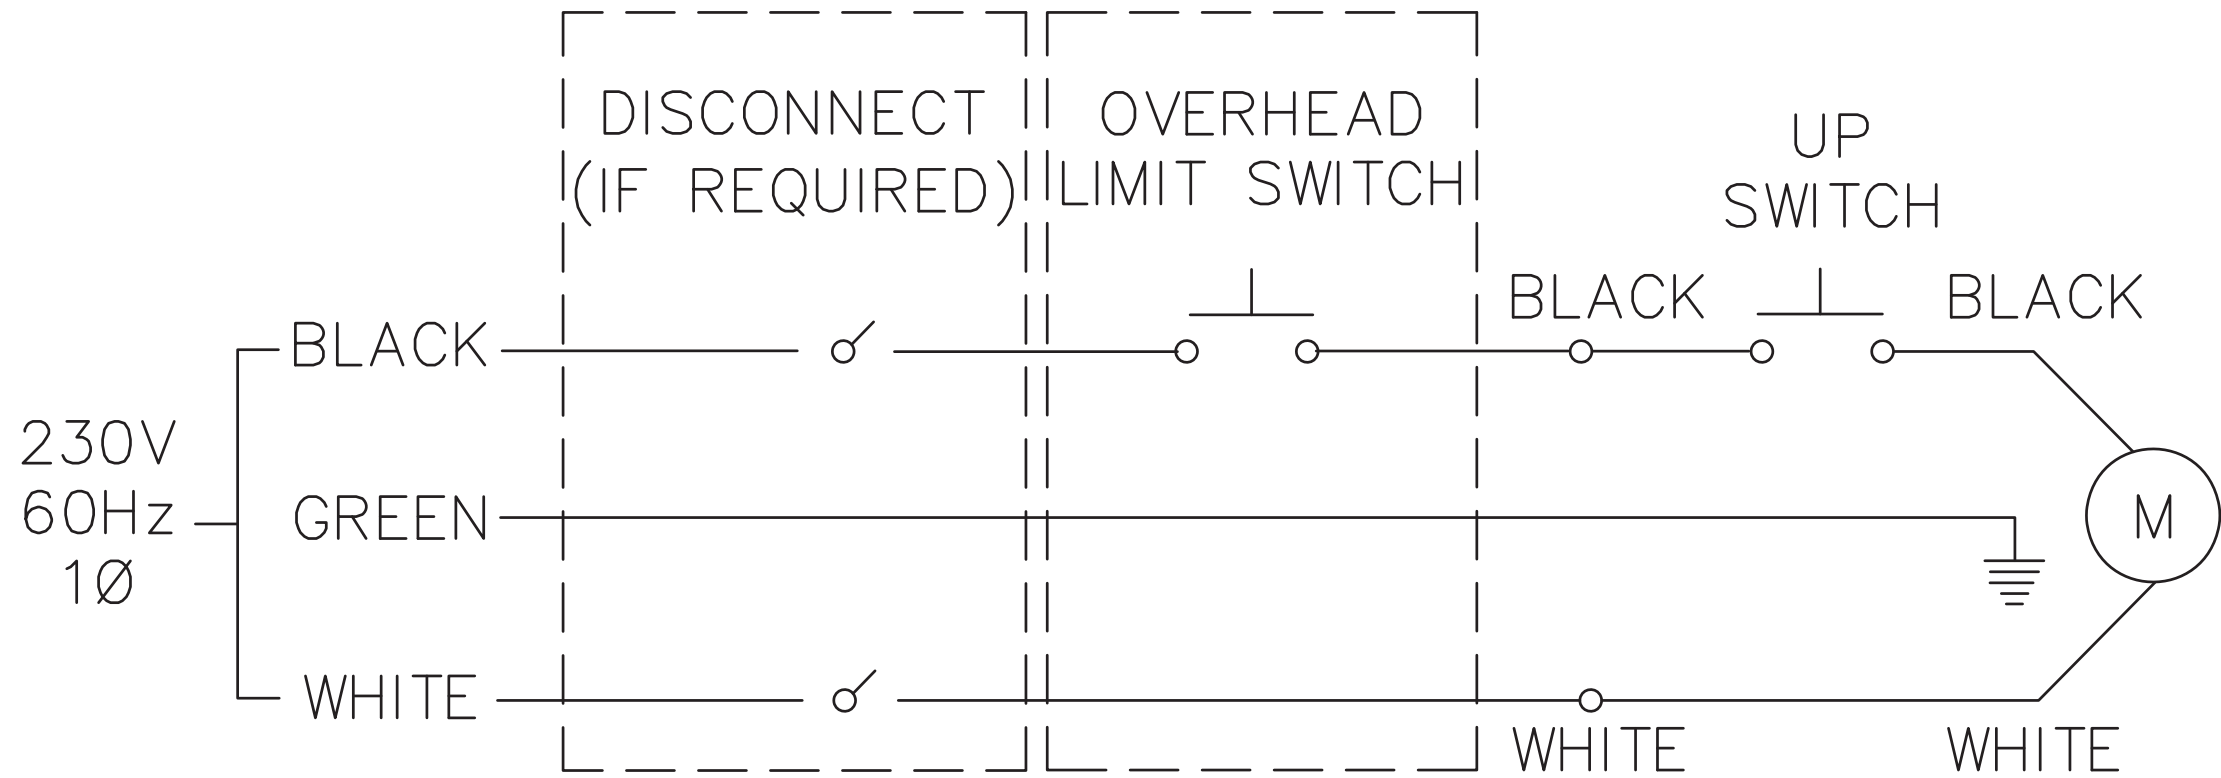 DISCONNECT
(IF REQUIRED)
OVERHEAD
LIMIT SWITCH
UP
SWITCH
BLACK
BLACK
BLACK
230V
60Hz
1Ø
GREEN
M
WHITE
WHITE
WHITE